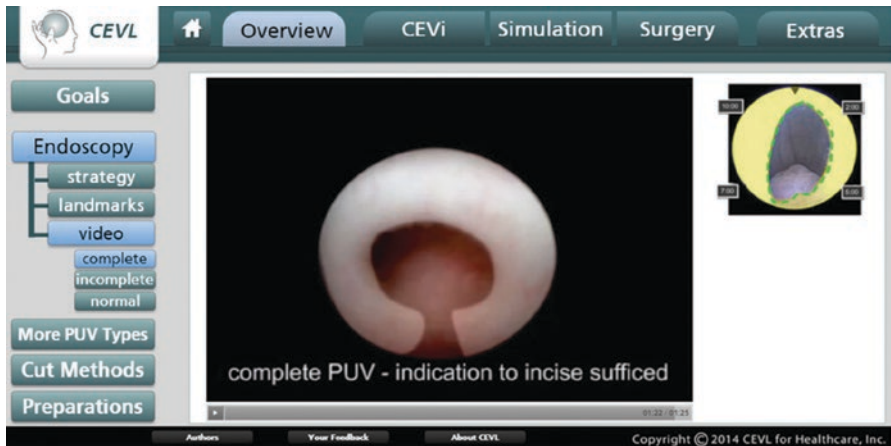 CEVL
Overview
CEVi
Simulation
Surgery
Extras
Goals
Endoscopy
strategy
landmarks
video
complete
incomplete
normal
More PUV Types
Cut Methods
Preparations
10:00
2:00
7:00
5:00
complete PUV - indication to incise sufficed
01:22 / 01:25
Authors
Your Feedback
About CEVL
Copyright © 2014 CEVL for Healthcare, Inc.